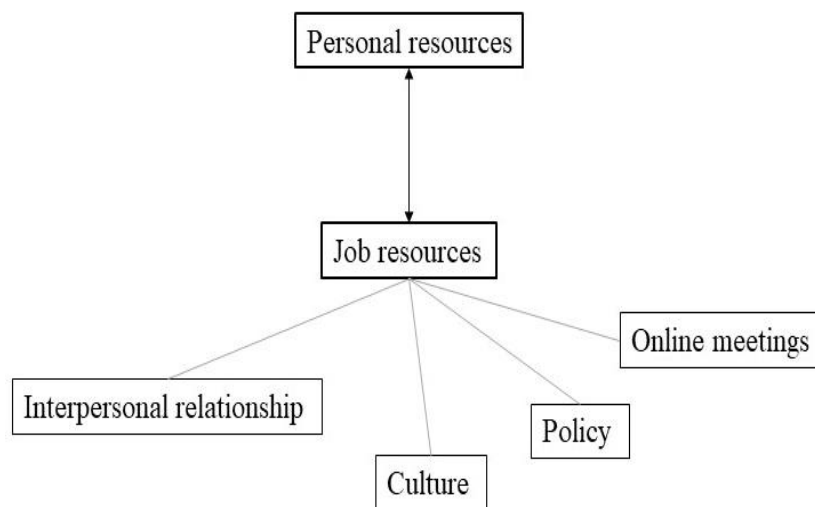 Personal resources
Job resources
Online meetings
Interpersonal relationship
Policy
Culture